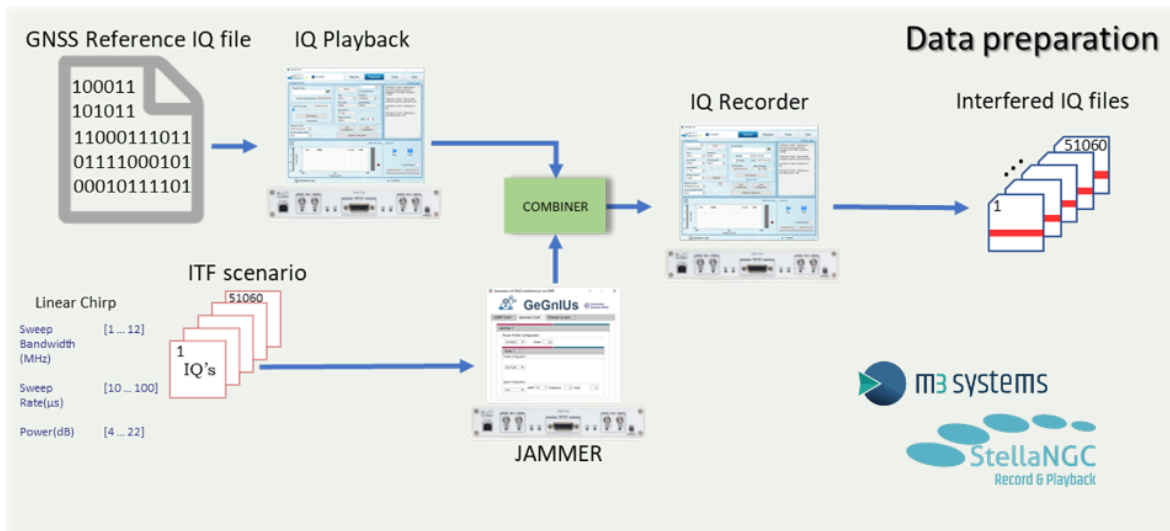 Data preparation
GNSS Reference IQ file
100011
101011
11000111011
01111000101
00010111101
IQ Playback
COMBINER
IQ Recorder
Interfered IQ files
51060
1
ITF scenario
51060
1
IQ's
Linear Chirp
Sweep [1 ... 12]
Bandwidth
(MHz)
Sweep [10 ... 100]
Rate(μs)
Power(dB) [4 ... 22]
GeGnIUs
JAMMER
m3 systems
StellaNGC
Record & Playback